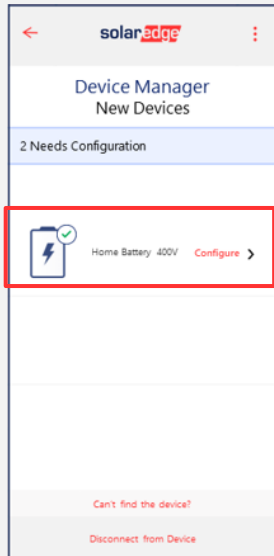 solaredge
Device Manager
New Devices
2 Needs Configuration
Home Battery 400V Configure
Can't find the device?
Disconnect from Device